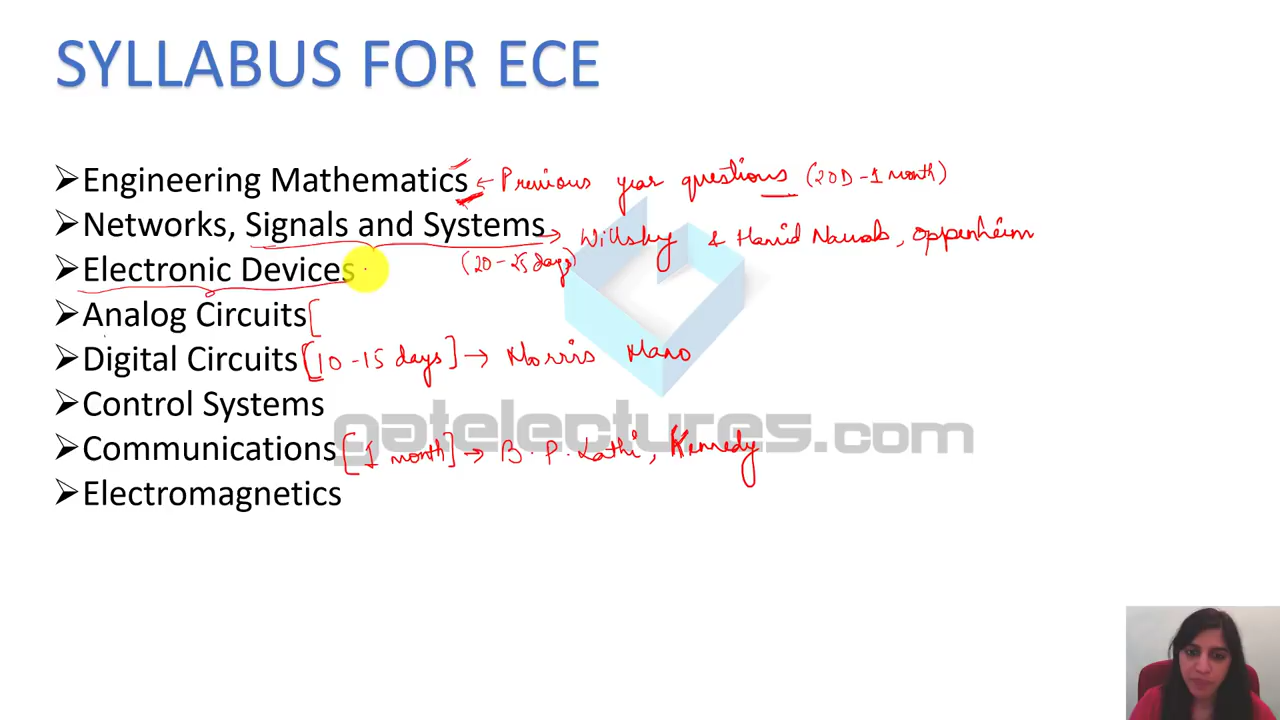 SYLLABUS FOR ECE
➢Engineering Mathematics ← Previous year questions (20D - 1 month)
➢Networks, Signals and Systems → Willsky & Hamid Nawab, Oppenheim
(20 - 25 days)
➢Electronic Devices
➢Analog Circuits [
➢Digital Circuits [10 - 15 days] → Morris Mano
➢Control Systems
gatelectures.com
➢Communications [1 month] → B. P. Lathi, Kennedy
➢Electromagnetics